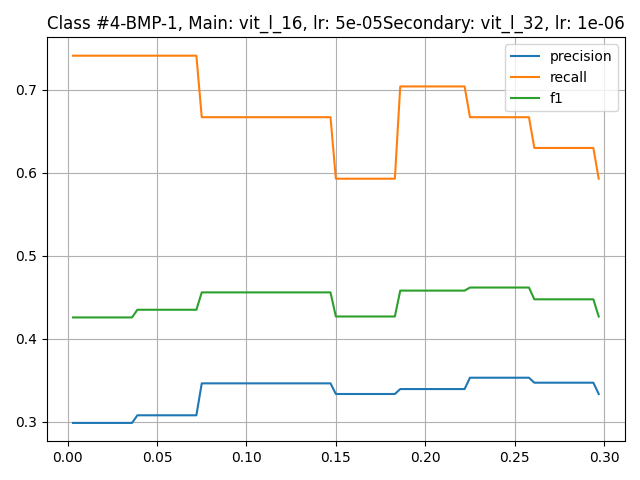 Class #4-BMP-1, Main: vit_l_16, lr: 5e-05Secondary: vit_l_32, lr: 1e-06
precision
recall
f1
0.7
0.6
0.5
0.4
0.3
0.00 0.05 0.10 0.15 0.20 0.25 0.30